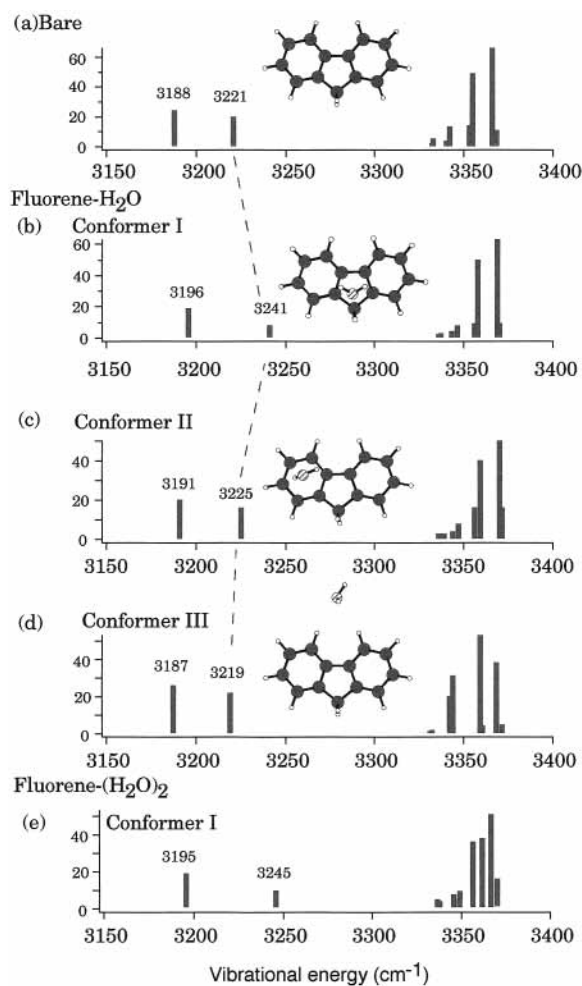 (a)Bare
60
40
20
0
3188
3221
3150 3200 3250 3300 3350 3400
Fluorene-H2O
(b) Conformer I
60
40
20
0
3196
3241
3150 3200 3250 3300 3350 3400
(c) Conformer II
40
20
0
3191
3225
3150 3200 3250 3300 3350 3400
(d) Conformer III
40
20
0
3187
3219
3150 3200 3250 3300 3350 3400
Fluorene-(H2O)2
(e) Conformer I
40
20
0
3195
3245
3150 3200 3250 3300 3350 3400
Vibrational energy (cm-1)